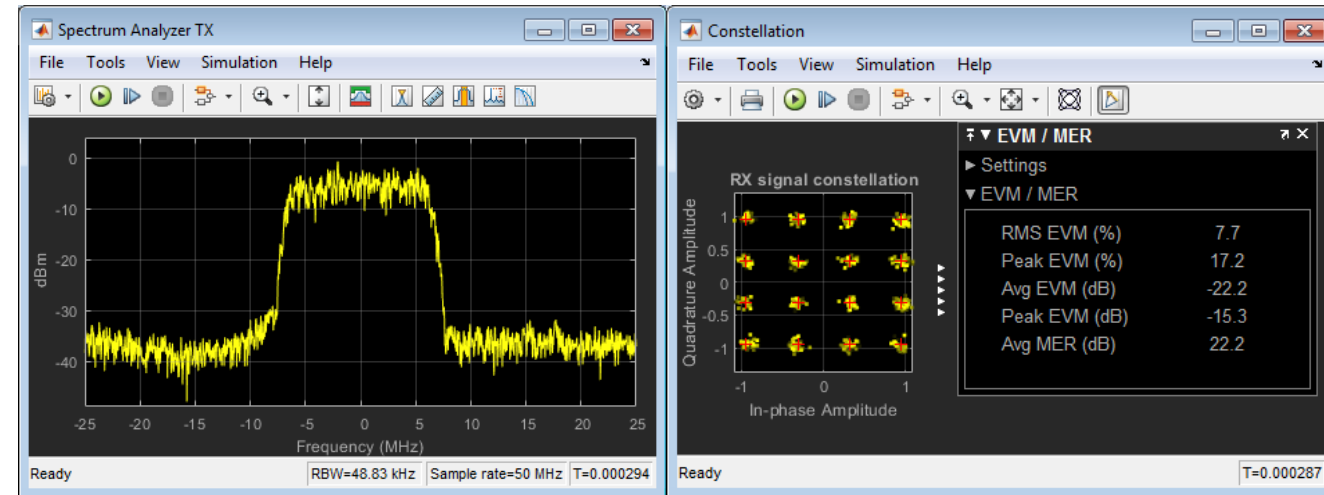 Spectrum Analyzer TX
File Tools View Simulation Help
0
-10
-20
-30
-40
dBm
-25 -20 -15 -10 -5 0 5 10 15 20 25
Frequency (MHz)
Ready RBW=48.83 kHz Sample rate=50 MHz T=0.000294
Constellation
File Tools View Simulation Help
RX signal constellation
1
0.5
0
-0.5
-1
Quadrature Amplitude
-1 0 1
In-phase Amplitude
EVM / MER
Settings
EVM / MER
RMS EVM (%) 7.7
Peak EVM (%) 17.2
Avg EVM (dB) -22.2
Peak EVM (dB) -15.3
Avg MER (dB) 22.2
Ready T=0.000287